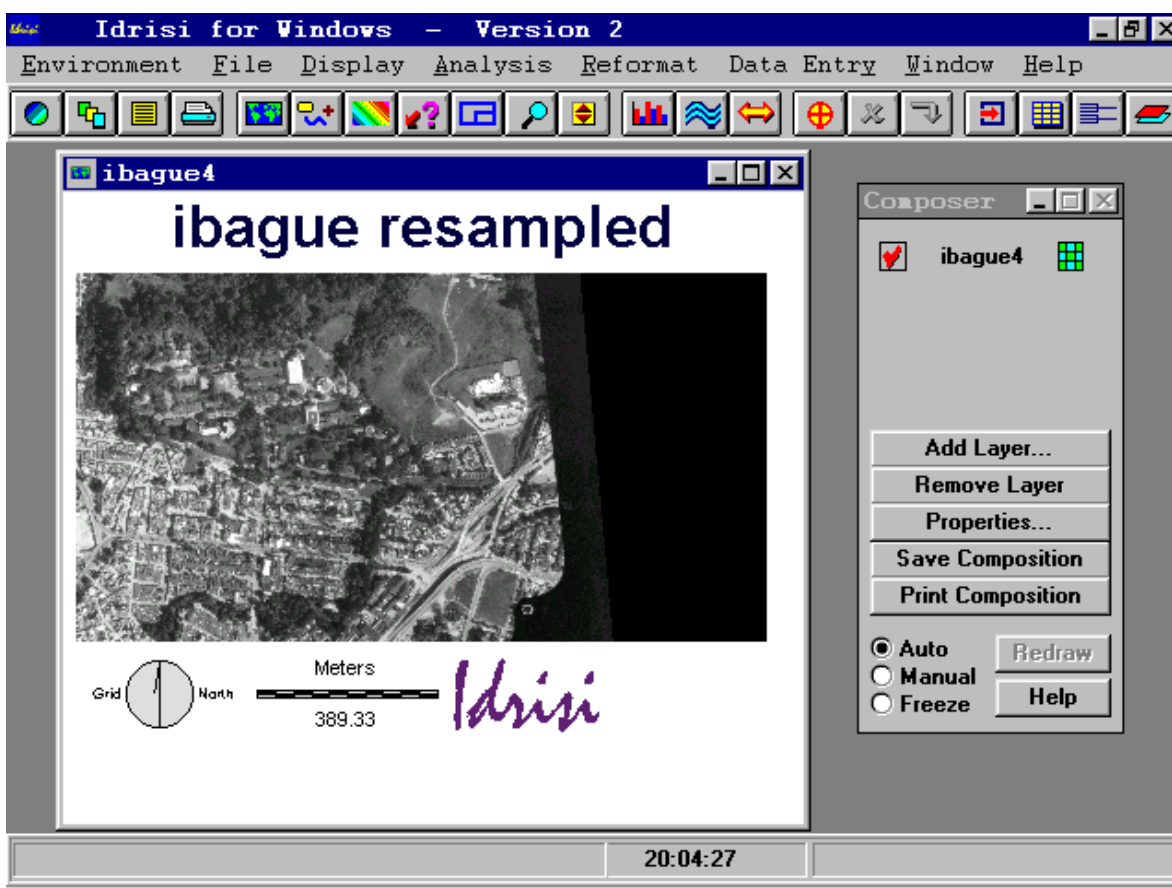 Idrisi for Windows – Version 2
Environment File Display Analysis Reformat Data Entry Window Help
ibague4
ibague resampled
Grid North
Meters
389.33
Idrisi
Composer
ibague4
Add Layer...
Remove Layer
Properties...
Save Composition
Print Composition
Auto
Manual
Freeze
Redraw
Help
20:04:27